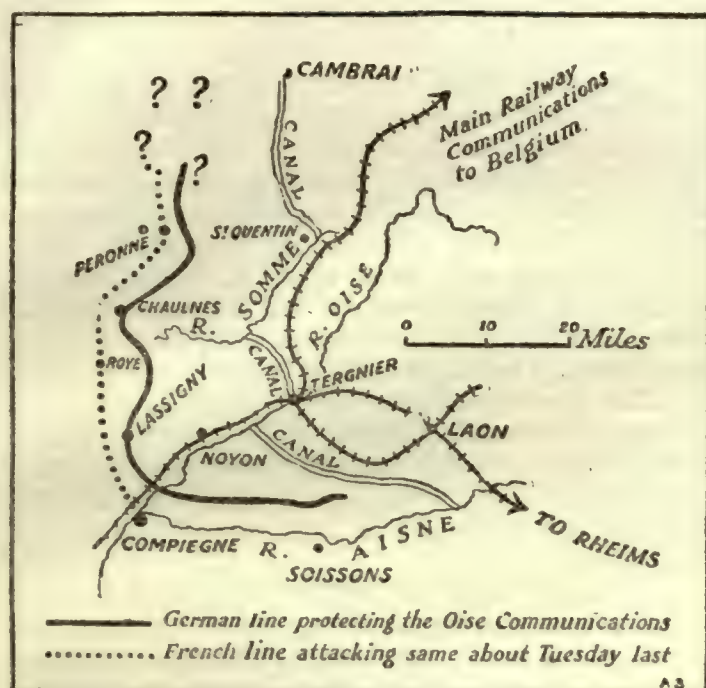 ? ?
? ?
CAMBRAI
Main Railway
Communications
to Belgium.
CANAL
PERONNE
ST QUENTIN
SOMME
R. OISE
CHAULNES
R.
0 10 20 Miles
ROYE
CANAL
TERGNIER
LASSIGNY
LAON
NOYON
CANAL
TO RHEIMS
COMPIEGNE
R. AISNE
SOISSONS
German line protecting the Oise Communications
French line attacking same about Tuesday last
A 3